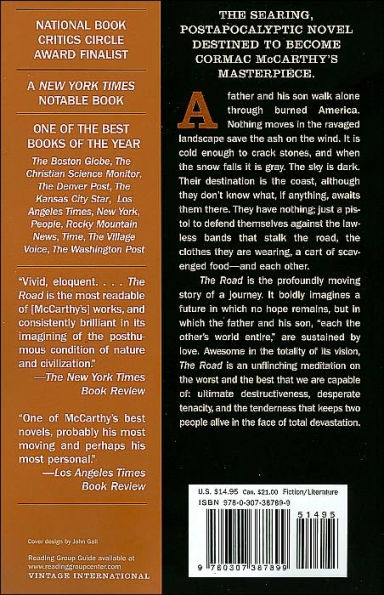 NATIONAL BOOK
CRITICS CIRCLE
AWARD FINALIST
A NEW YORK TIMES
NOTABLE BOOK
ONE OF THE BEST
BOOKS OF THE YEAR
The Boston Globe, The
Christian Science Monitor,
The Denver Post, The
Kansas City Star, Los
Angeles Times, New York,
People, Rocky Mountain
News, Time, The Village
Voice, The Washington Post
"Vivid, eloquent. . . . The
Road is the most readable
of [McCarthy's] works, and
consistently brilliant in its
imagining of the posthu-
mous condition of nature
and civilization."
—The New York Times
Book Review
"One of McCarthy's best
novels, probably his most
moving and perhaps his
most personal."
—Los Angeles Times
Book Review
Cover design by John Gall
Reading Group Guide available at
www.readinggroupcenter.com
VINTAGE INTERNATIONAL
THE SEARING,
POSTAPOCALYPTIC NOVEL
DESTINED TO BECOME
CORMAC McCARTHY'S
MASTERPIECE.
A father and his son walk alone
through burned America.
Nothing moves in the ravaged
landscape save the ash on the wind. It
is cold enough to crack stones, and when
the snow falls it is gray. The sky is dark.
Their destination is the coast, although
they don't know what, if anything, awaits
them there. They have nothing; just a pis-
tol to defend themselves against the law-
less bands that stalk the road, the
clothes they are wearing, a cart of scav-
enged food—and each other.
The Road is the profoundly moving
story of a journey. It boldly imagines a
future in which no hope remains, but in
which the father and his son, "each the
other's world entire," are sustained by
love. Awesome in the totality of its vision,
The Road is an unflinching meditation on
the worst and the best that we are capable
of: ultimate destructiveness, desperate
tenacity, and the tenderness that keeps two
people alive in the face of total devastation.
U.S. $14.95 Can. $21.00 Fiction/Literature
ISBN 978-0-307-38789-9
51495
9 780307 387899